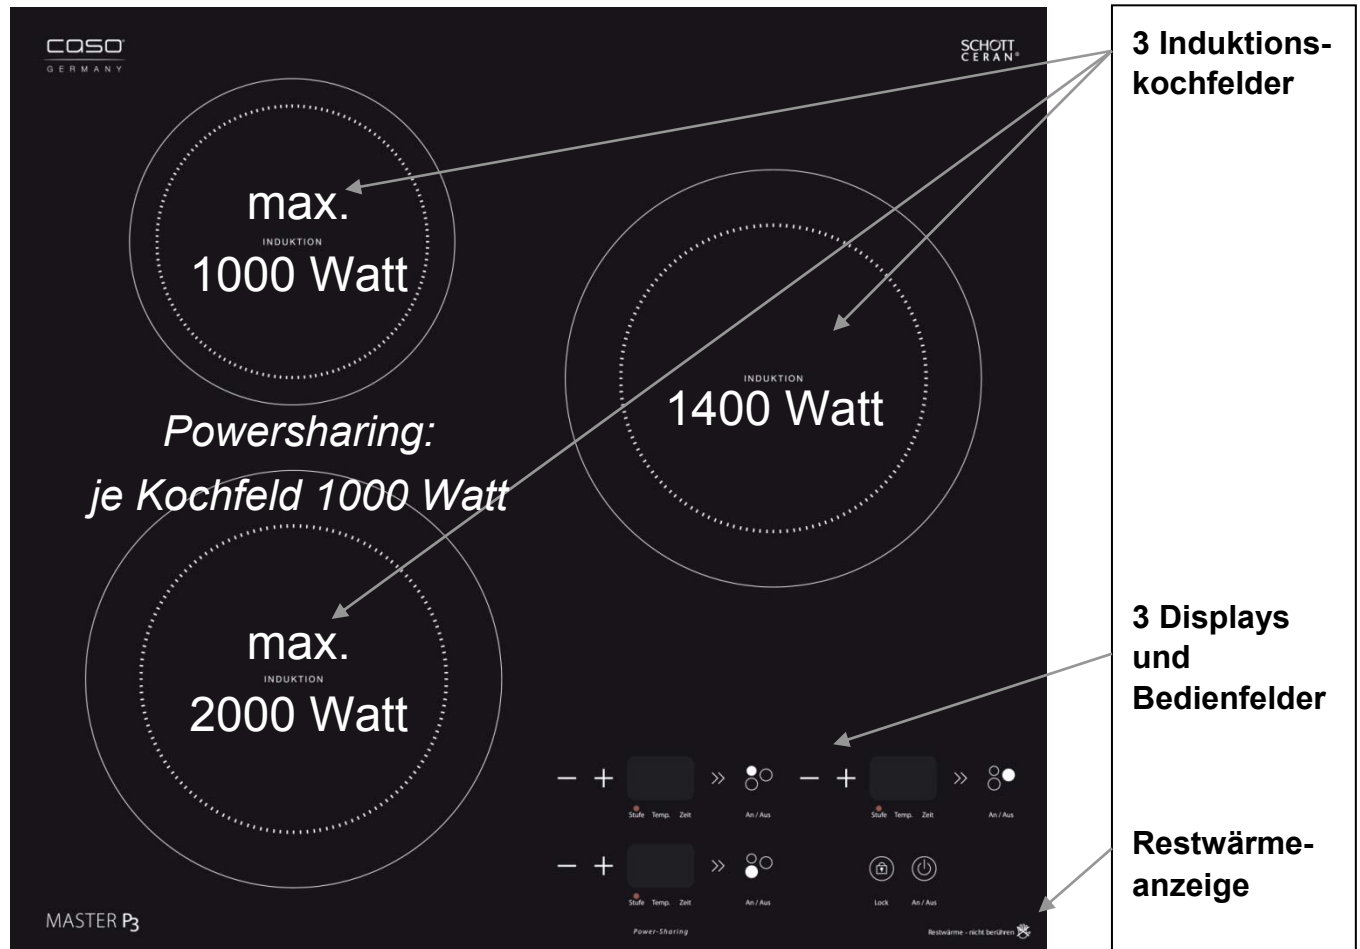 caso
GERMANY
SCHOTT
CERAN®
max.
INDUKTION
1000 Watt
INDUKTION
1400 Watt
Powersharing:
je Kochfeld 1000 Watt
max.
INDUKTION
2000 Watt
Stufe Temp. Zeit An / Aus
Stufe Temp. Zeit An / Aus
Stufe Temp. Zeit An / Aus
Lock An / Aus
Power-Sharing
Restwärme - nicht berühren
MASTER P3
3 Induktions-
kochfelder
3 Displays
und
Bedienfelder
Restwärme-
anzeige